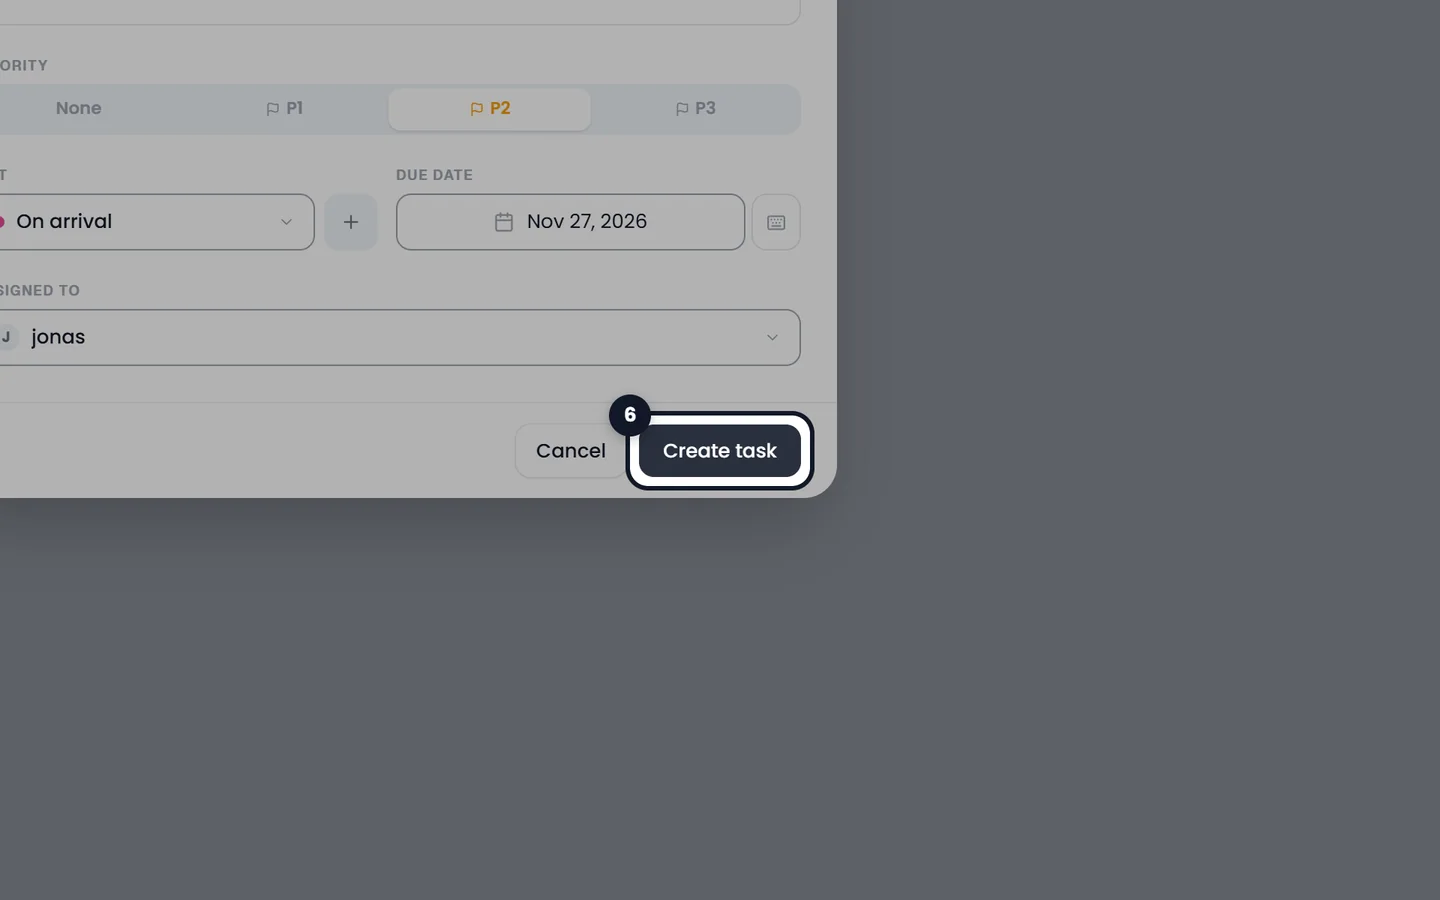 ORITY
None
P1
P2
P3
T
DUE DATE
On arrival
Nov 27, 2026
SIGNED TO
J jonas
6
Cancel
Create task